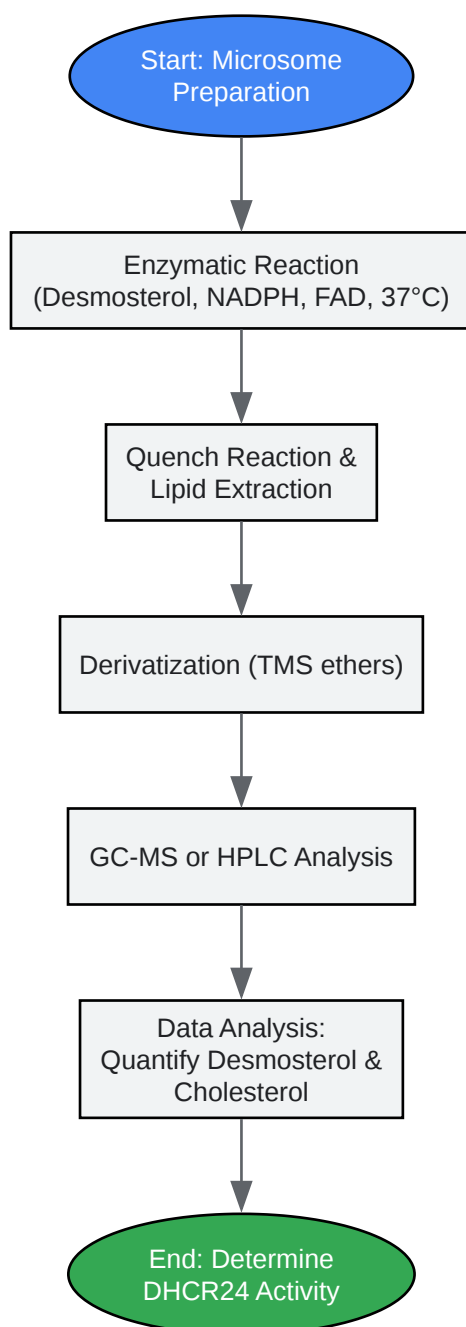 Start: Microsome
Preparation
Enzymatic Reaction
(Desmosterol, NADPH, FAD, 37°C)
Quench Reaction &
Lipid Extraction
Derivatization (TMS ethers)
GC-MS or HPLC Analysis
Data Analysis:
Quantify Desmosterol &
Cholesterol
End: Determine
DHCR24 Activity